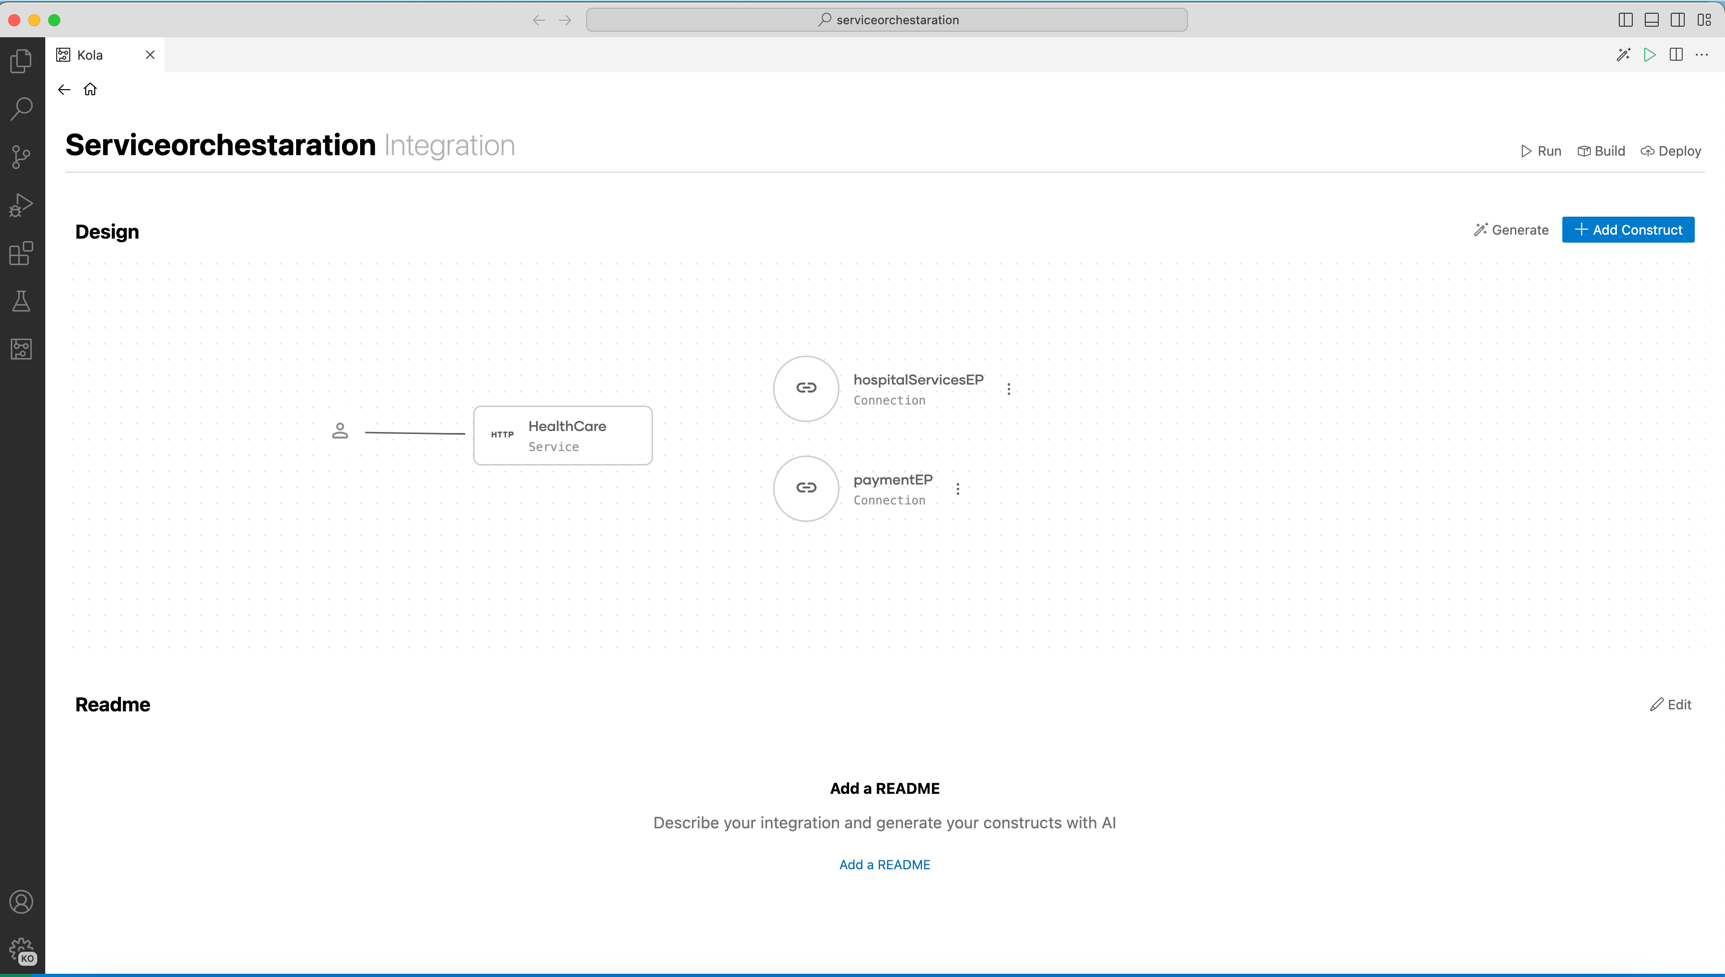 serviceorchestaration
Kola
Serviceorchestaration Integration
Run Build Deploy
Design
Generate Add Construct
hospitalServicesEP
Connection
HTTP HealthCare
Service
paymentEP
Connection
Readme
Edit
Add a README
Describe your integration and generate your constructs with AI
Add a README
KO